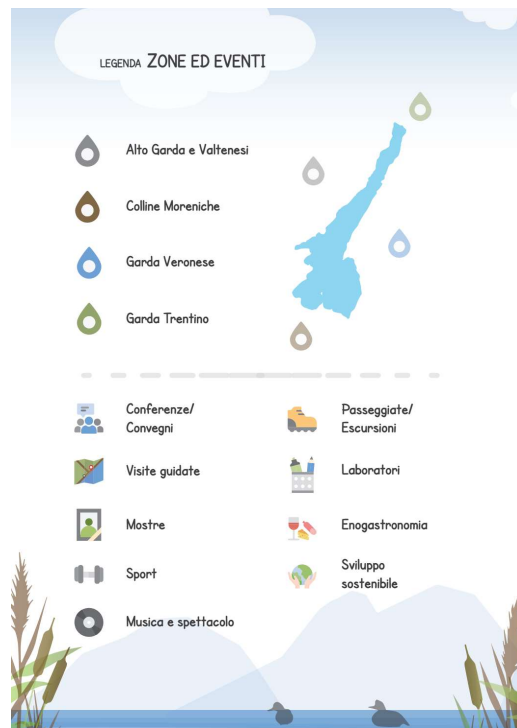 LEGENDA ZONE ED EVENTI
Alto Garda e Valtenesi
Colline Moreniche
Garda Veronese
Garda Trentino
Conferenze/
Convegni
Visite guidate
Mostre
Sport
Musica e spettacolo
Passeggiate/
Escursioni
Laboratori
Enogastronomia
Sviluppo
sostenibile